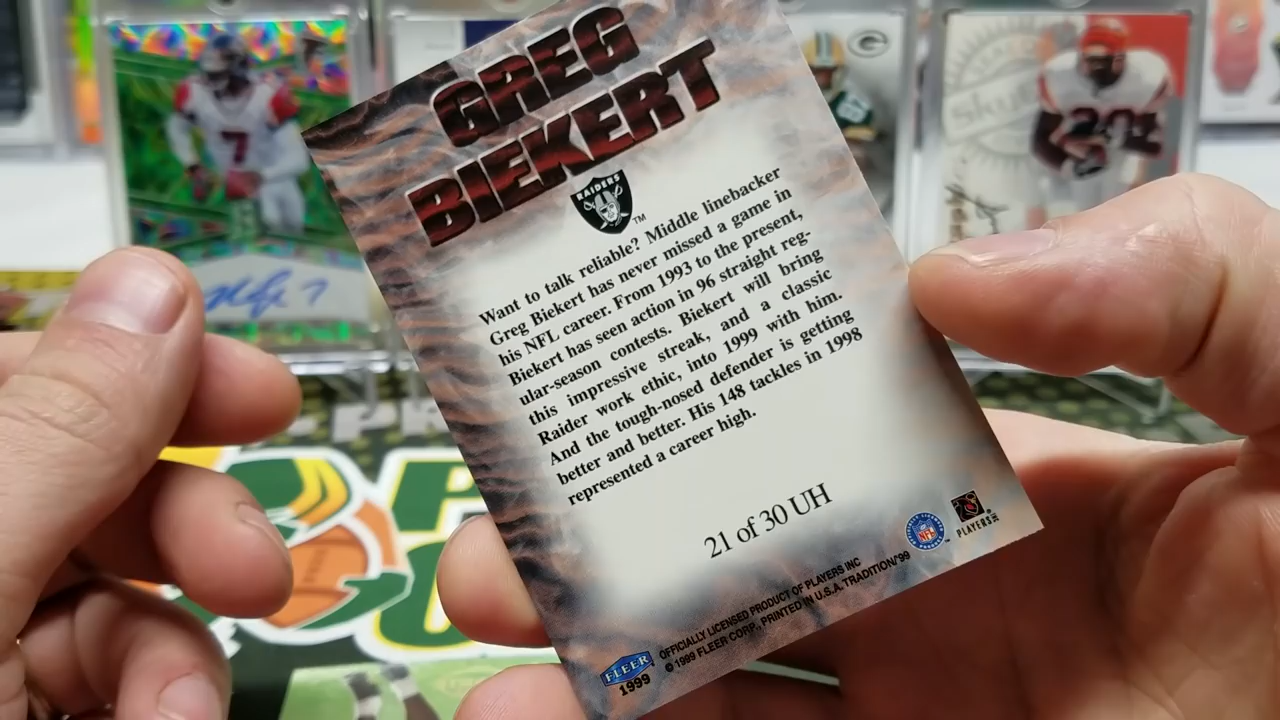 GREG
BIEKERT
RAIDERS
TM
Want to talk reliable? Middle linebacker
Greg Biekert has never missed a game in
his NFL career. From 1993 to the present,
Biekert has seen action in 96 straight reg-
ular-season contests. Biekert will bring
this impressive streak, and a classic
Raider work ethic, into 1999 with him.
And the tough-nosed defender is getting
better and better. His 148 tackles in 1998
represented a career high.
21 of 30 UH
NFL
PLAYERS
OFFICIALLY LICENSED PRODUCT OF PLAYERS INC
© 1999 FLEER CORP., PRINTED IN U.S.A. TRADITION/'99
FLEER
1999
7
20
G